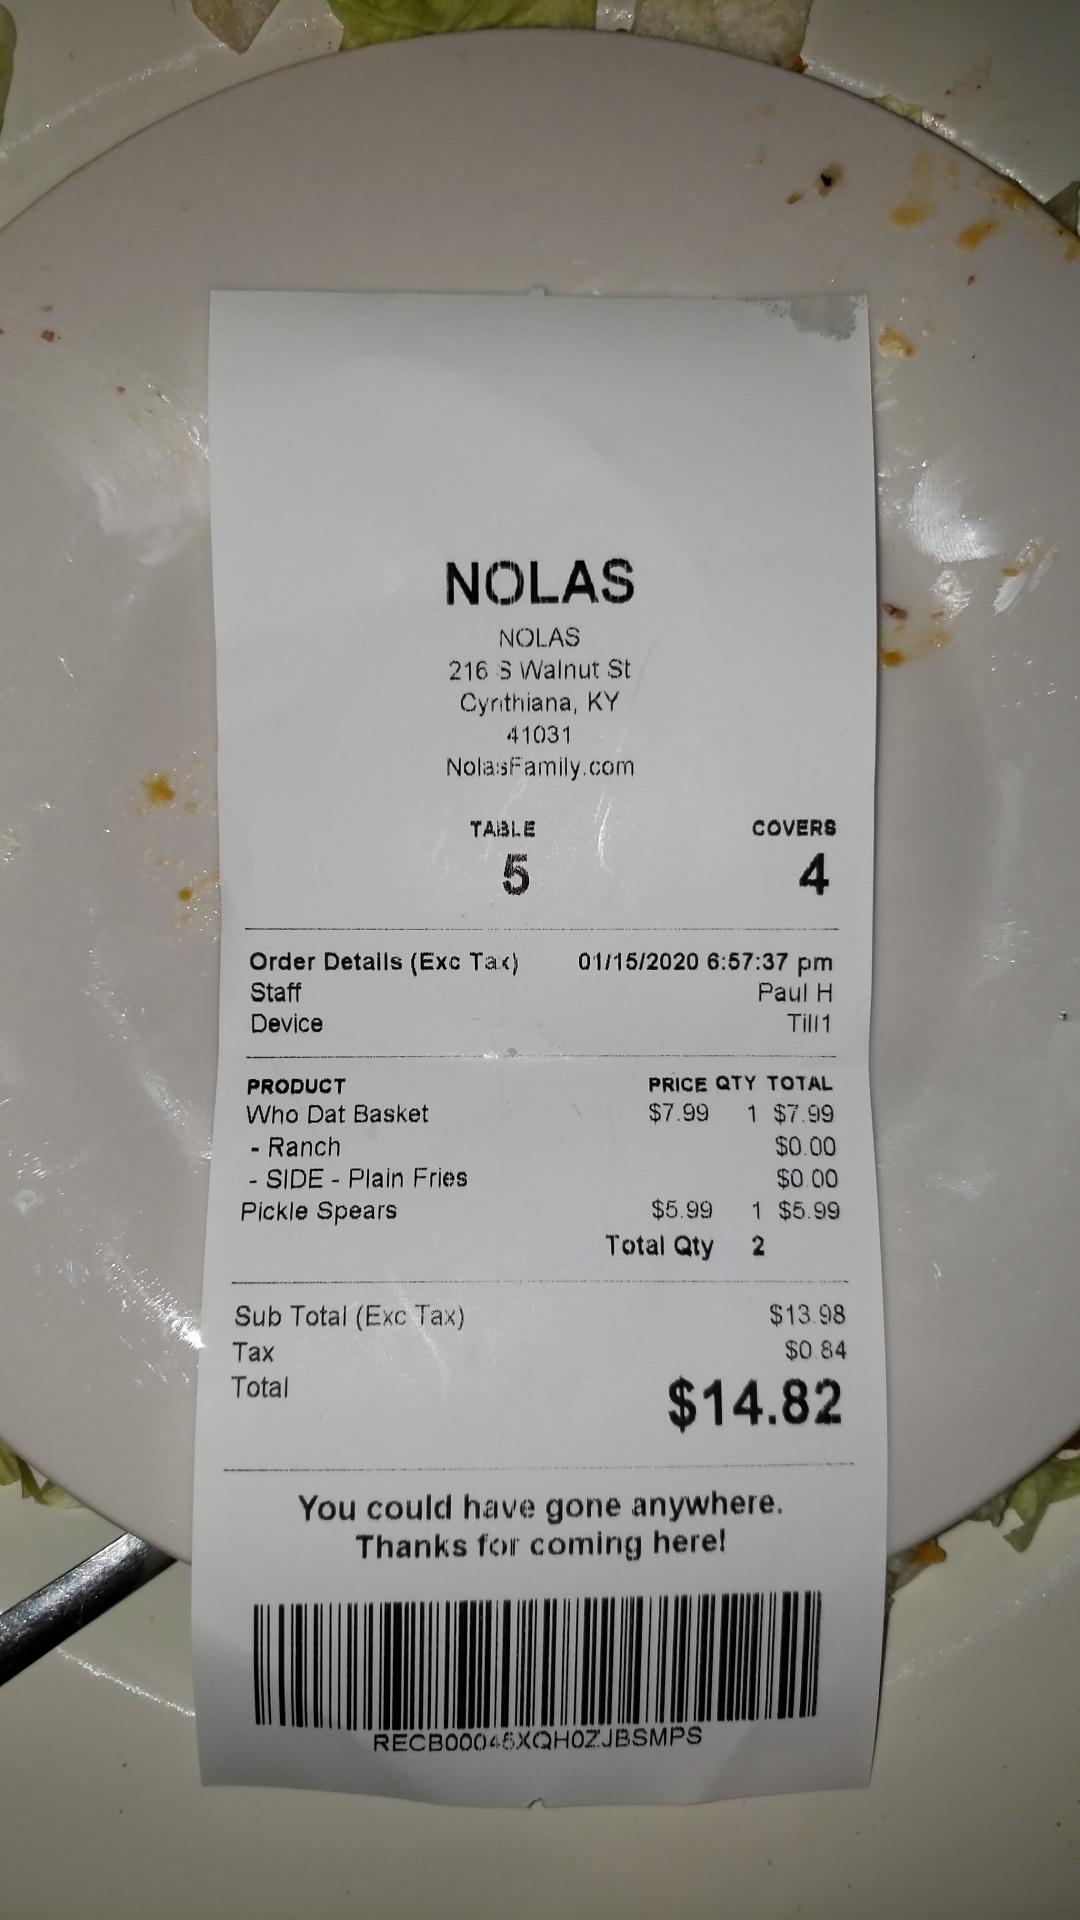 NOLAS
NOLAS
216 S Walnut St
Cynthiana, KY
41031
NolasFamily.com
TABLE COVERS
5 4
Order Details (Exc Tax) 01/15/2020 6:57:37 pm
Staff Paul H
Device Till1
PRODUCT PRICE QTY TOTAL
Who Dat Basket $7.99 1 $7.99
- Ranch $0.00
- SIDE - Plain Fries $0.00
Pickle Spears $5.99 1 $5.99
Total Qty 2
Sub Total (Exc Tax) $13.98
Tax $0.84
Total $14.82
You could have gone anywhere.
Thanks for coming here!
RECB00045XQH0ZJBSMPS